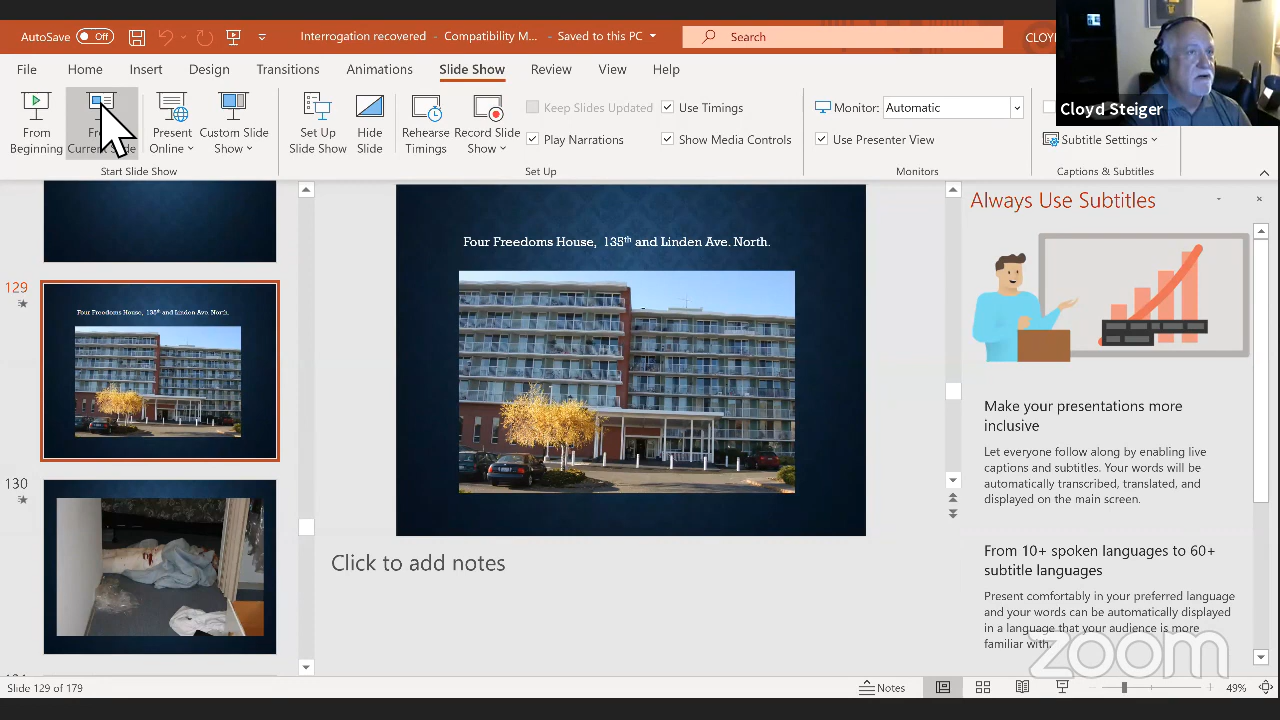 AutoSave Off Interrogation recovered - Compatibility M... - Saved to this PC Search CLOY
File Home Insert Design Transitions Animations Slide Show Review View Help
Cloyd Steiger
From Beginning
Current Slide
Present Online
Custom Slide Show
Set Up Slide Show
Hide Slide
Rehearse Timings
Record Slide Show
Keep Slides Updated
Use Timings
Play Narrations
Show Media Controls
Monitor: Automatic
Use Presenter View
Subtitle Settings
Start Slide Show Set Up Monitors Captions & Subtitles
129
Four Freedoms House, 135th and Linden Ave. North.
130
Four Freedoms House, 135th and Linden Ave. North.
Click to add notes
Always Use Subtitles
Make your presentations more
inclusive
Let everyone follow along by enabling live
captions and subtitles. Your words will be
automatically transcribed, translated, and
displayed on the main screen.
From 10+ spoken languages to 60+
subtitle languages
Present comfortably in your preferred language
and your words can be automatically displayed
in a language that your audience is more
familiar with.
zoom
Slide 129 of 179 Notes 49%